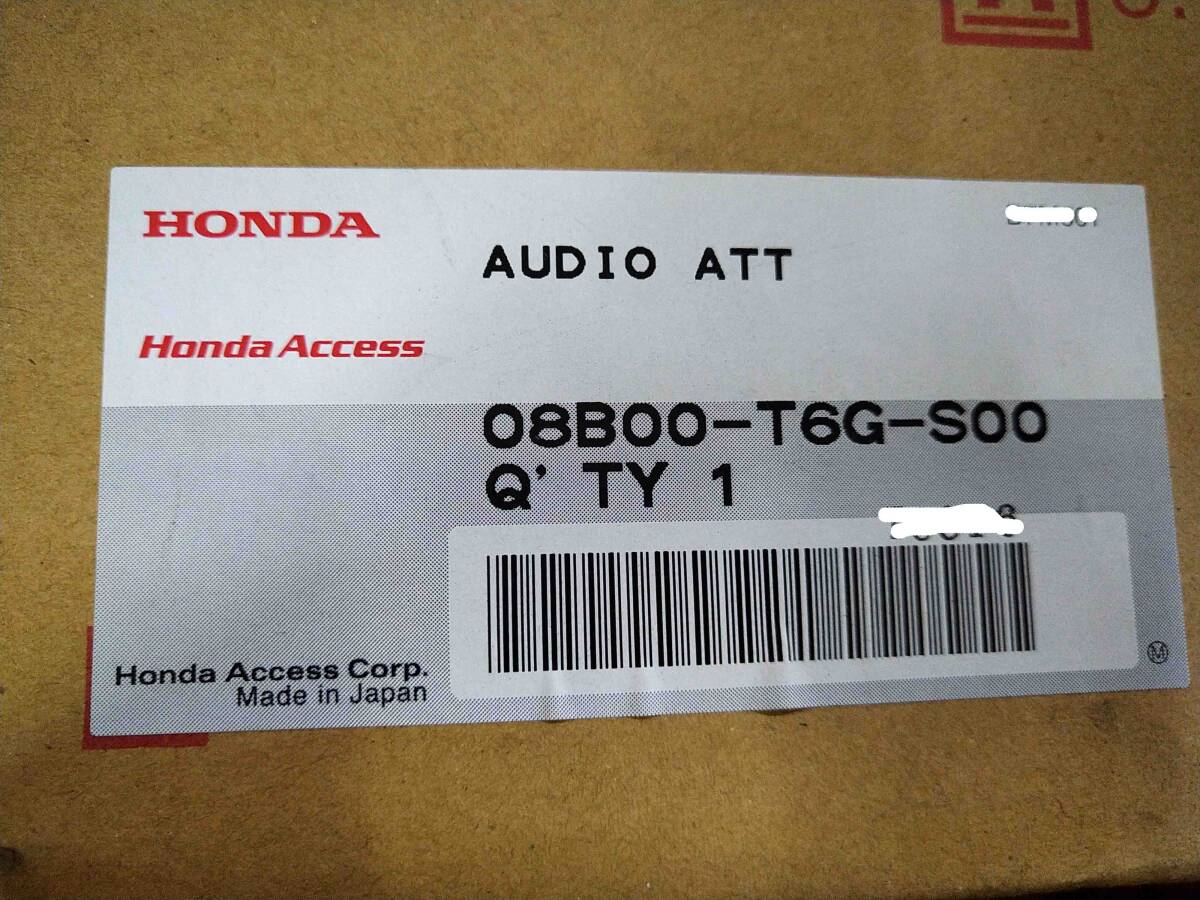 HONDA
AUDIO ATT
Honda Access
08B00-T6G-S00
Q' TY 1
Honda Access Corp.
Made in Japan
M